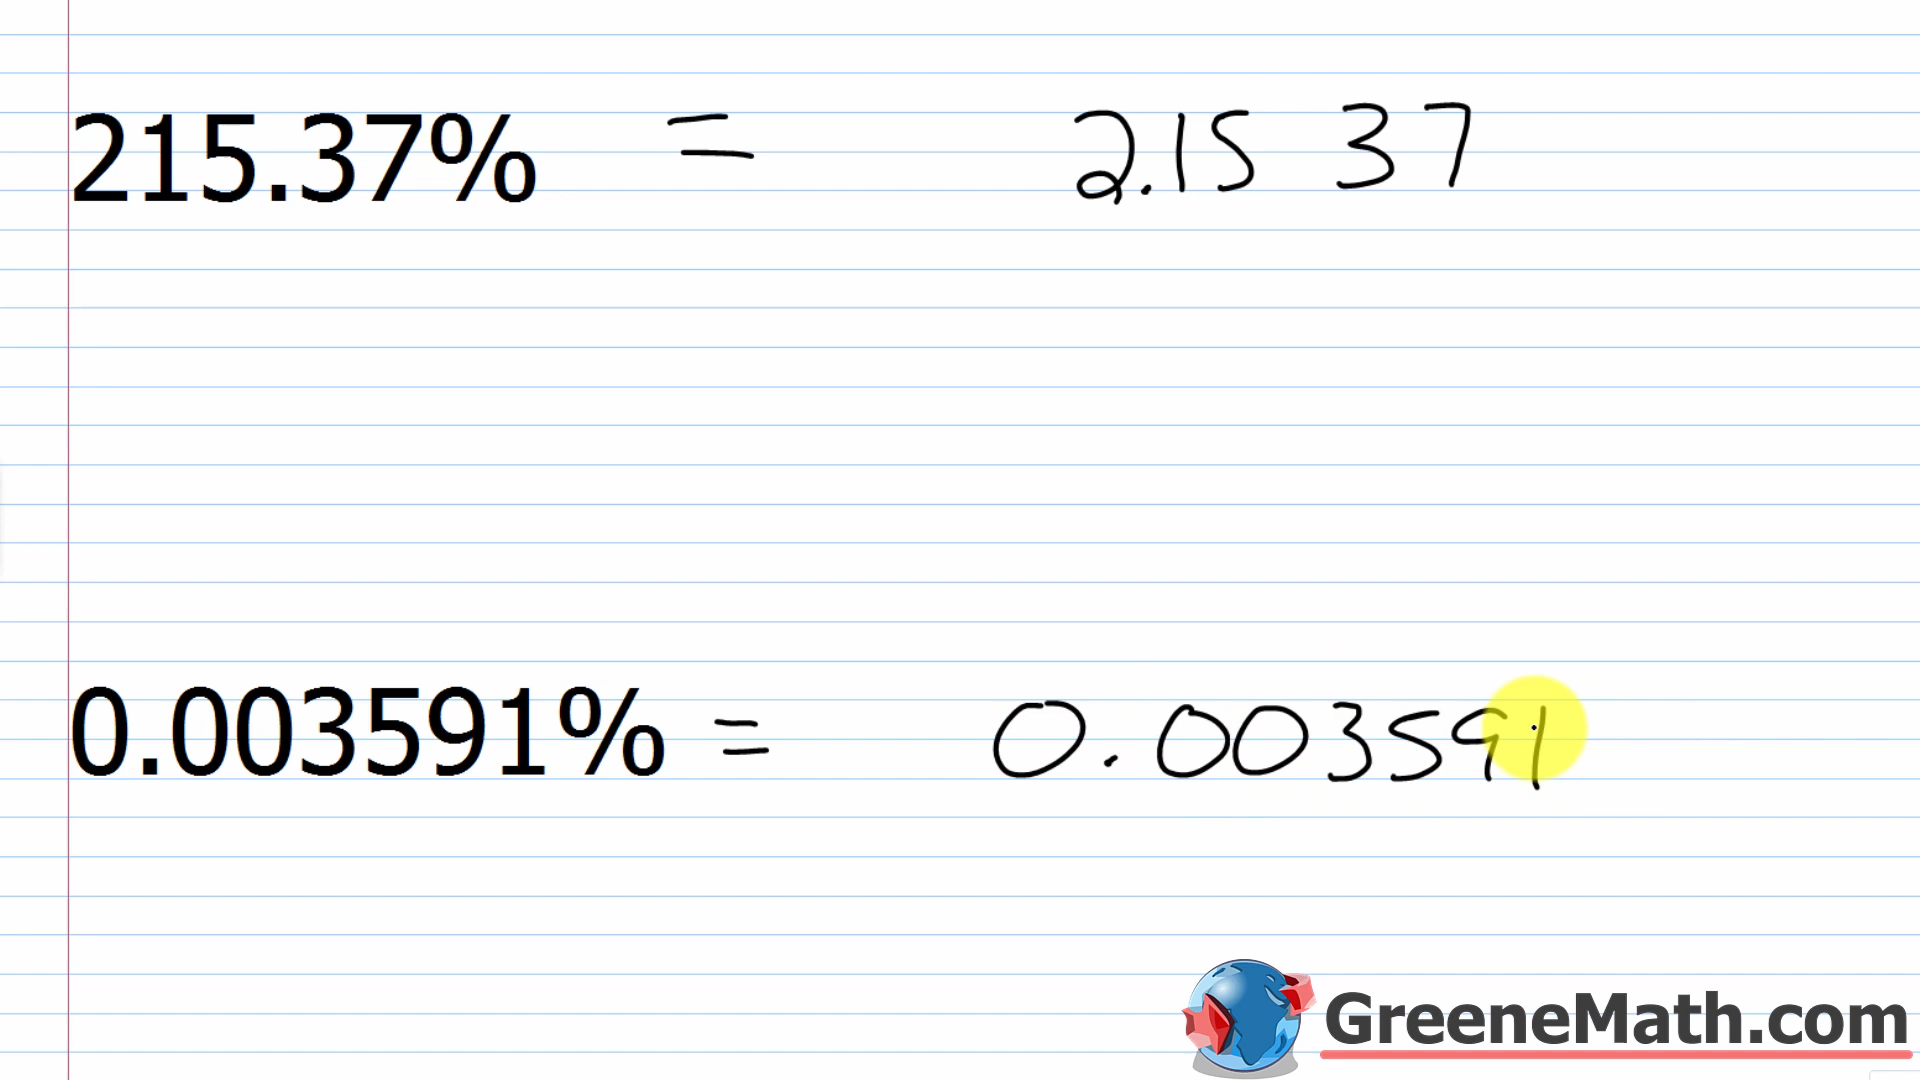 215.37% = 2.15 37
0.003591% = 0.003591
GreeneMath.com